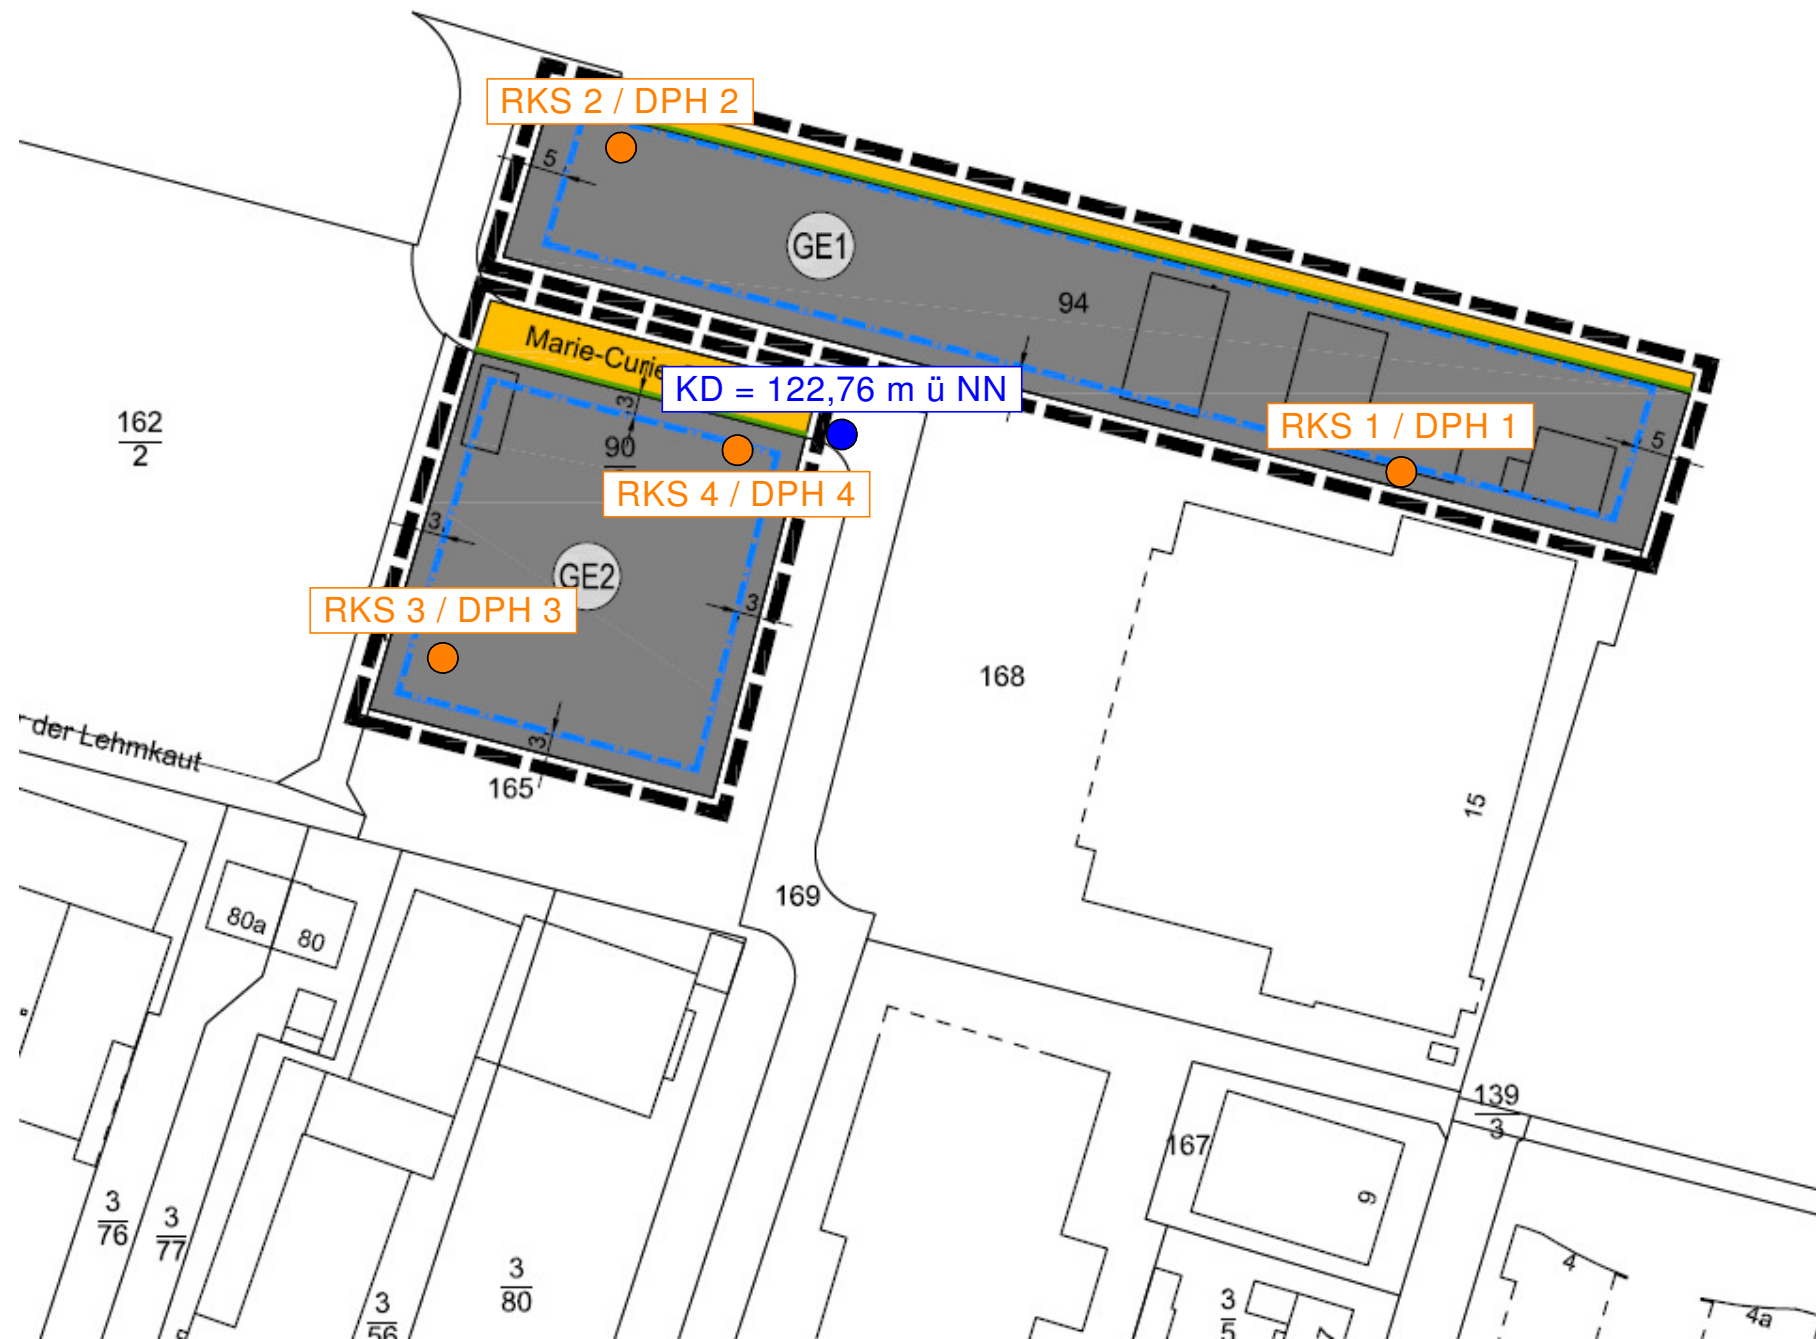 RKS 2 / DPH 2
5
GE1
94
Marie-Curie
KD = 122,76 m ü NN
3
RKS 1 / DPH 1
5
162
2
90
RKS 4 / DPH 4
3
GE2
3
RKS 3 / DPH 3
168
der Lehmkaut
3
165
15
169
80a
80
139
3
167
9
3
76
3
77
3
80
3
56
3
5
4
4a